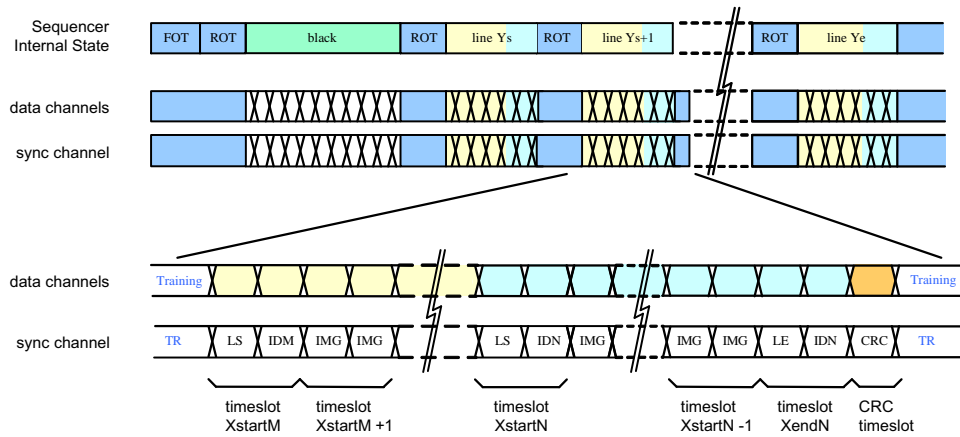 Sequencer
Internal State
FOT ROT black ROT line Ys ROT line Ys+1 ROT line Ye
data channels
sync channel
data channels
Training Training
sync channel
TR LS IDM IMG IMG LS IDN IMG IMG IMG LE IDN CRC TR
timeslot timeslot timeslot timeslot timeslot CRC
XstartM XstartM +1 XstartN XstartN -1 XendN timeslot